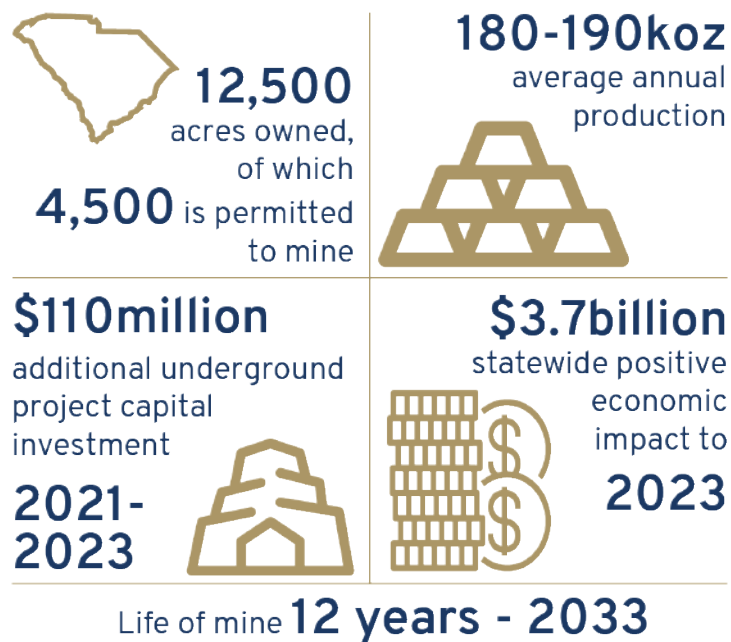 12,500
acres owned,
of which
4,500 is permitted
to mine
180-190koz
average annual
production
$110million
additional underground
project capital
investment
2021-
2023
$3.7billion
statewide positive
economic
impact to
2023
$
$
Life of mine 12 years - 2033